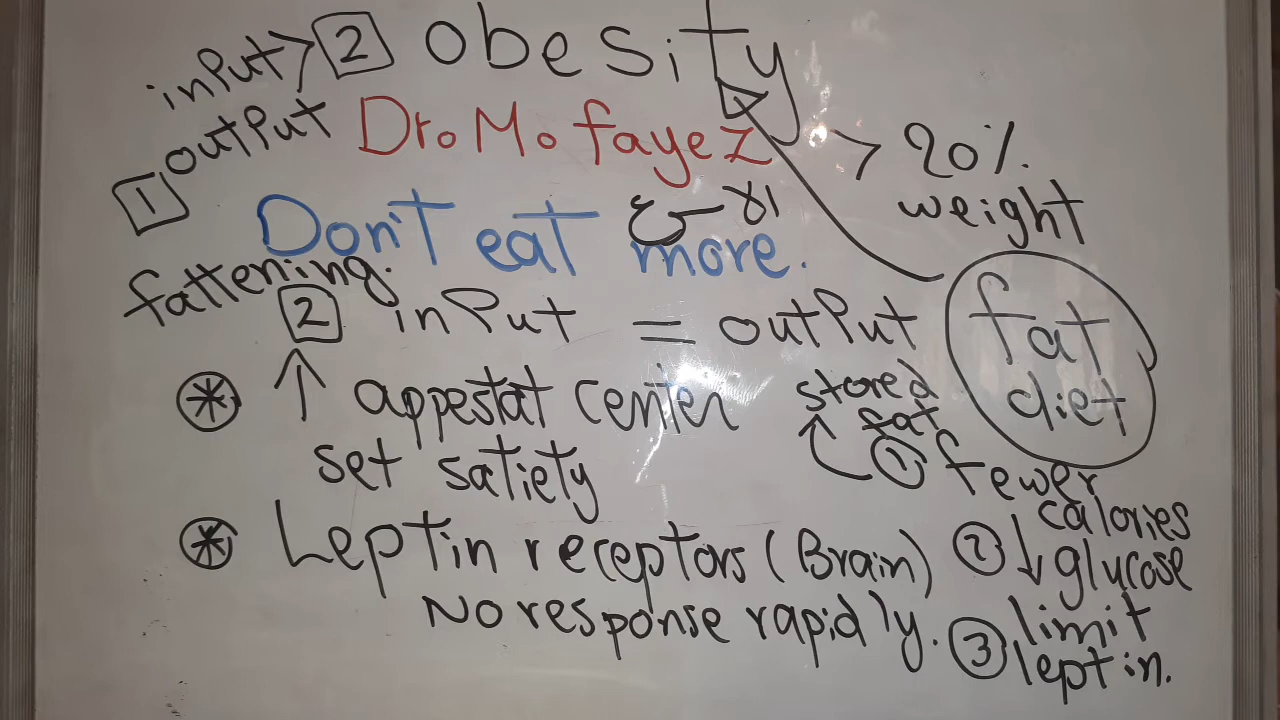 input > 2 obesity
output
1
Dr. Mo fayez
> 20%
weight
Don't eat more.
fattening.
2 input = output
fat
diet
* ↑ appestat center
set satiety
stored
fat
1 fewer
calories
* Leptin receptors (Brain)
No response rapidly.
2 ↓ glucose
3 limit
leptin.